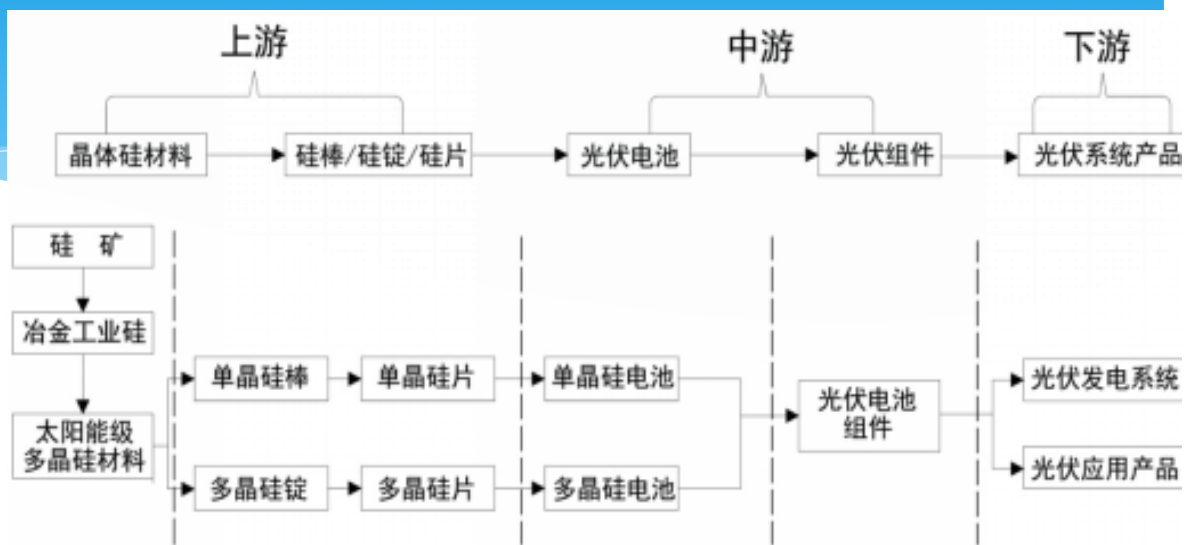 上游
中游
下游
晶体硅材料
硅棒/硅锭/硅片
光伏电池
光伏组件
光伏系统产品
硅 矿
冶金工业硅
太阳能级
多晶硅材料
单晶硅棒
单晶硅片
单晶硅电池
多晶硅锭
多晶硅片
多晶硅电池
光伏电池
组件
光伏发电系统
光伏应用产品